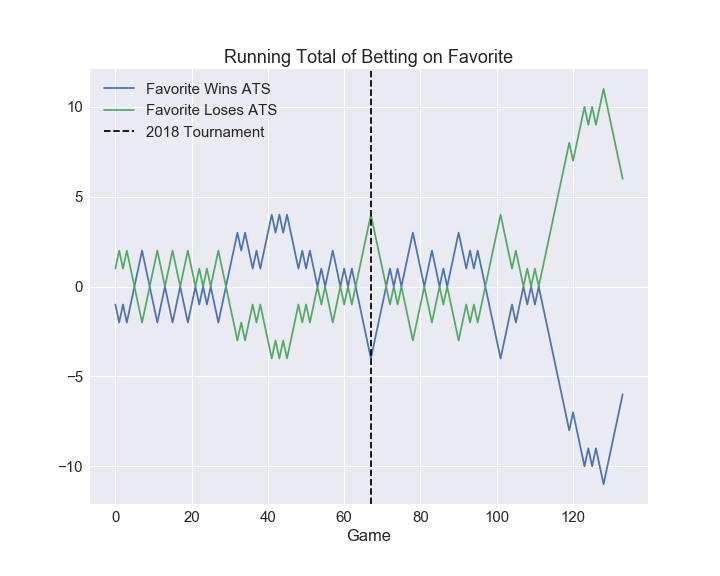 Running Total of Betting on Favorite
Favorite Wins ATS
Favorite Loses ATS
2018 Tournament
10
5
0
−5
−10
0 20 40 60 80 100 120
Game